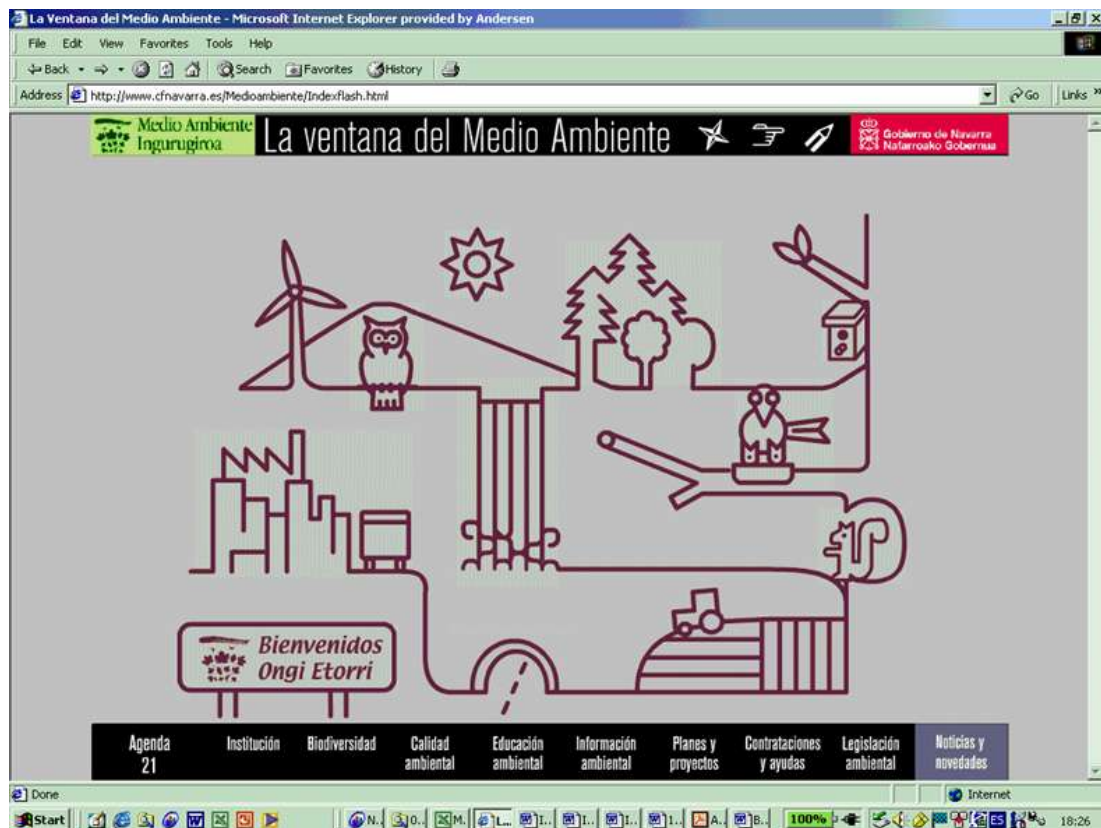 La Ventana del Medio Ambiente - Microsoft Internet Explorer provided by Andersen
File Edit View Favorites Tools Help
Back Search Favorites History
Address http://www.cfnavarra.es/Medioambiente/Indexflash.html Go Links »
Medio Ambiente
Ingurugiroa
La ventana del Medio Ambiente
Gobierno de Navarra
Nafarroako Gobernua
Bienvenidos
Ongi Etorri
Agenda
21
Institución
Biodiversidad
Calidad
ambiental
Educación
ambiental
Información
ambiental
Planes y
proyectos
Contrataciones
y ayudas
Legislación
ambiental
Noticias y
novedades
Done Internet
Start N.. 0.. M.. L... I.. I.. I.. 1.. A.. B.. 100% ES 18:26